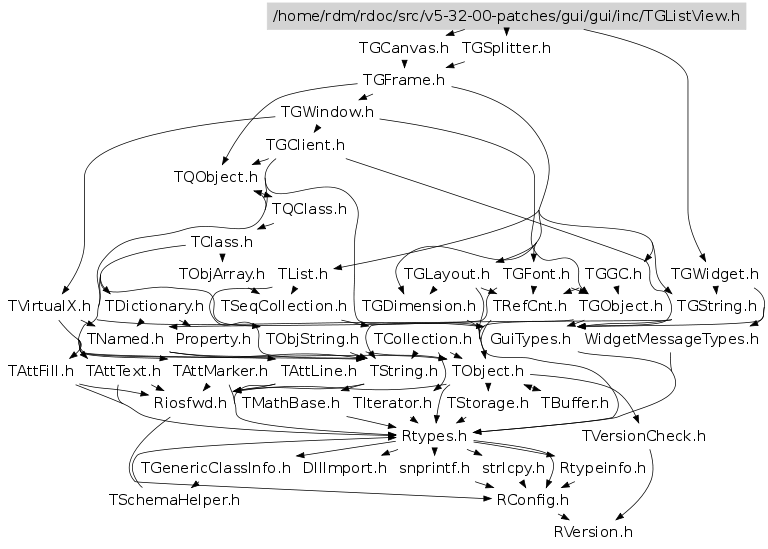 /home/rdm/rdoc/src/v5-32-00-patches/gui/gui/inc/TGListView.h
TGCanvas.h TGSplitter.h
TGFrame.h
TGWindow.h
TGClient.h
TQObject.h
TQClass.h
TClass.h
TObjArray.h TList.h TGLayout.h TGFont.h TGGC.h TGWidget.h
TVirtualX.h TDictionary.h TSeqCollection.h TGDimension.h TRefCnt.h TGObject.h TGString.h
TNamed.h Property.h TObjString.h TCollection.h GuiTypes.h WidgetMessageTypes.h
TAttFill.h TAttText.h TAttMarker.h TAttLine.h TString.h TObject.h
Riosfwd.h TMathBase.h TIterator.h TStorage.h TBuffer.h
Rtypes.h TVersionCheck.h
TGenericClassInfo.h DllImport.h snprintf.h strlcpy.h Rtypeinfo.h
TSchemaHelper.h RConfig.h
RVersion.h